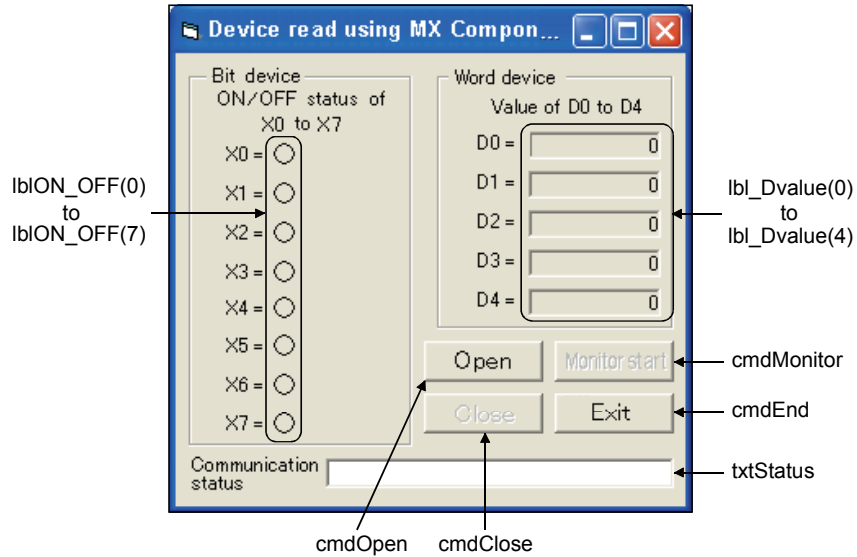 Device read using MX Compon...
Bit device
ON/OFF status of
X0 to X7
X0 =
X1 =
X2 =
X3 =
X4 =
X5 =
X6 =
X7 =
Word device
Value of D0 to D4
D0 = 0
D1 = 0
D2 = 0
D3 = 0
D4 = 0
Open
Monitor start
Close
Exit
Communication
status
lblON_OFF(0)
to
lblON_OFF(7)
lbl_Dvalue(0)
to
lbl_Dvalue(4)
cmdMonitor
cmdEnd
txtStatus
cmdOpen
cmdClose